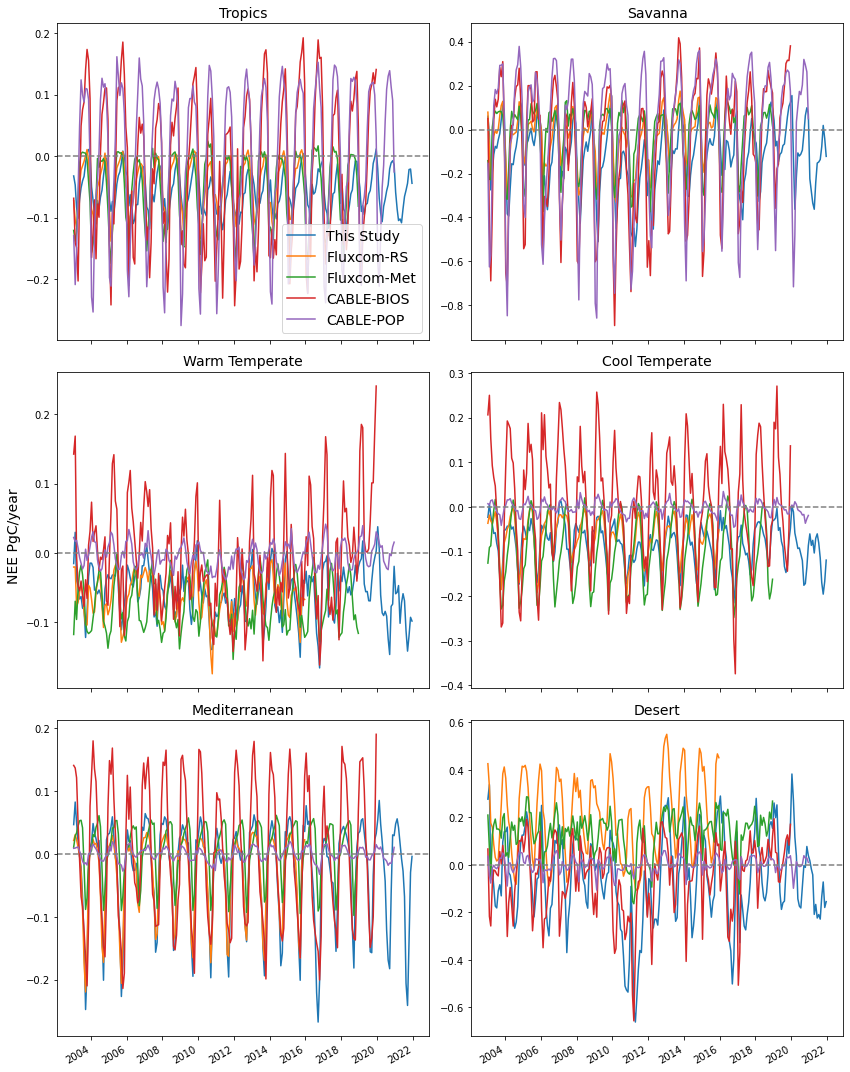 Tropics
0.2
0.1
0.0
−0.1
−0.2
This Study
Fluxcom-RS
Fluxcom-Met
CABLE-BIOS
CABLE-POP
Savanna
0.4
0.2
0.0
−0.2
−0.4
−0.6
−0.8
Warm Temperate
0.2
0.1
0.0
−0.1
Cool Temperate
0.3
0.2
0.1
0.0
−0.1
−0.2
−0.3
−0.4
NEE PgC/year
Mediterranean
0.2
0.1
0.0
−0.1
−0.2
2004 2006 2008 2010 2012 2014 2016 2018 2020 2022
Desert
0.6
0.4
0.2
0.0
−0.2
−0.4
−0.6
2004 2006 2008 2010 2012 2014 2016 2018 2020 2022